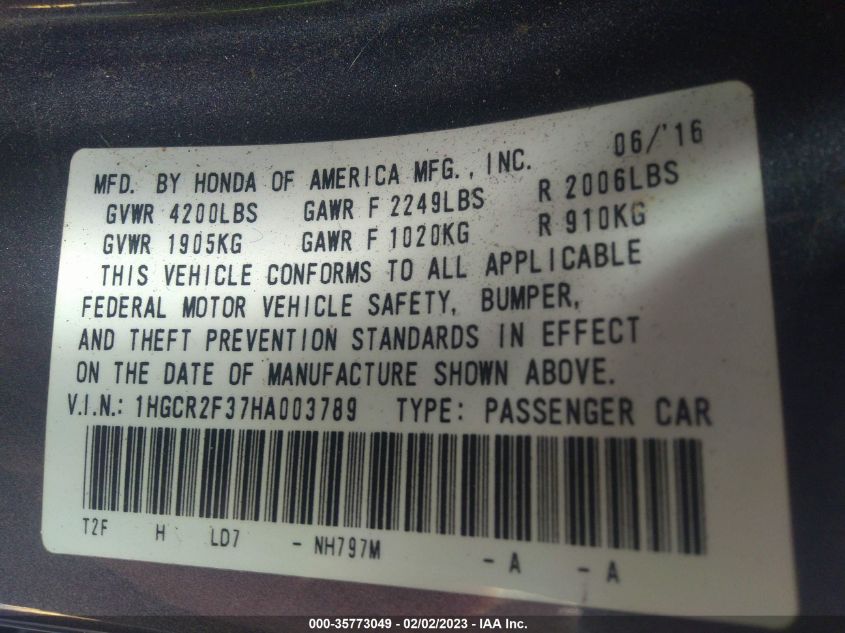 06/'16
MFD. BY HONDA OF AMERICA MFG., INC.
GVWR 4200LBS GAWR F 2249LBS R 2006LBS
GVWR 1905KG GAWR F 1020KG R 910KG
THIS VEHICLE CONFORMS TO ALL APPLICABLE
FEDERAL MOTOR VEHICLE SAFETY, BUMPER,
AND THEFT PREVENTION STANDARDS IN EFFECT
ON THE DATE OF MANUFACTURE SHOWN ABOVE.
V.I.N.: 1HGCR2F37HA003789 TYPE: PASSENGER CAR
T2F H LD7 - NH797M - A - A
000-35773049 - 02/02/2023 - IAA Inc.